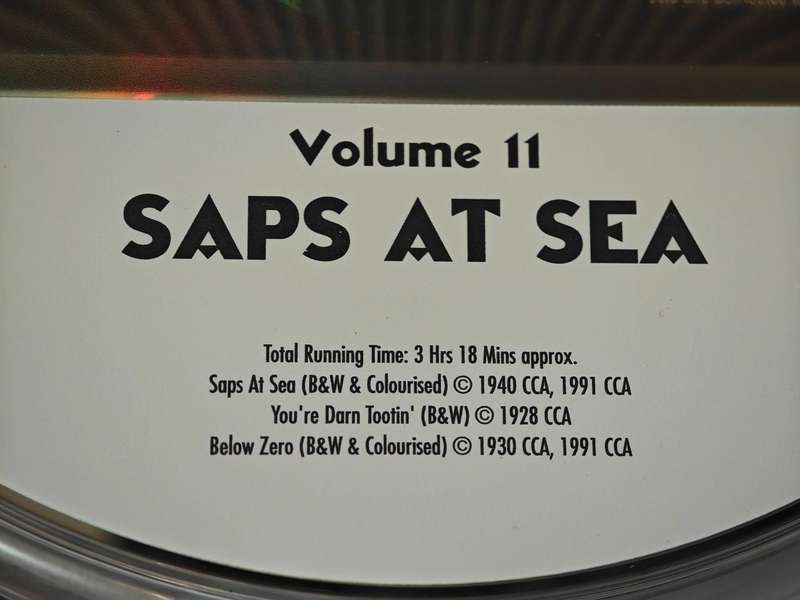 Volume 11
SAPS AT SEA
Total Running Time: 3 Hrs 18 Mins approx.
Saps At Sea (B&W & Colourised) © 1940 CCA, 1991 CCA
You're Darn Tootin' (B&W) © 1928 CCA
Below Zero (B&W & Colourised) © 1930 CCA, 1991 CCA